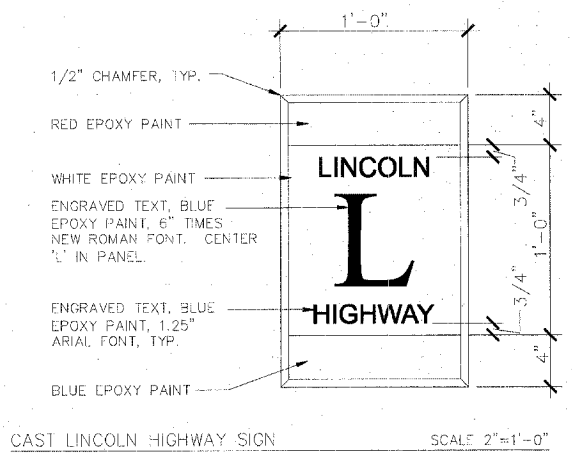 1'-0"
1/2" CHAMFER, TYP.
RED EPOXY PAINT
WHITE EPOXY PAINT
ENGRAVED TEXT, BLUE
EPOXY PAINT, 6" TIMES
NEW ROMAN FONT. CENTER
'L' IN PANEL.
ENGRAVED TEXT, BLUE
EPOXY PAINT, 1.25"
ARIAL FONT, TYP.
BLUE EPOXY PAINT
LINCOLN
L
HIGHWAY
4"
3/4"
1'-0"
3/4"
4"
CAST LINCOLN HIGHWAY SIGN
SCALE 2"=1'-0"